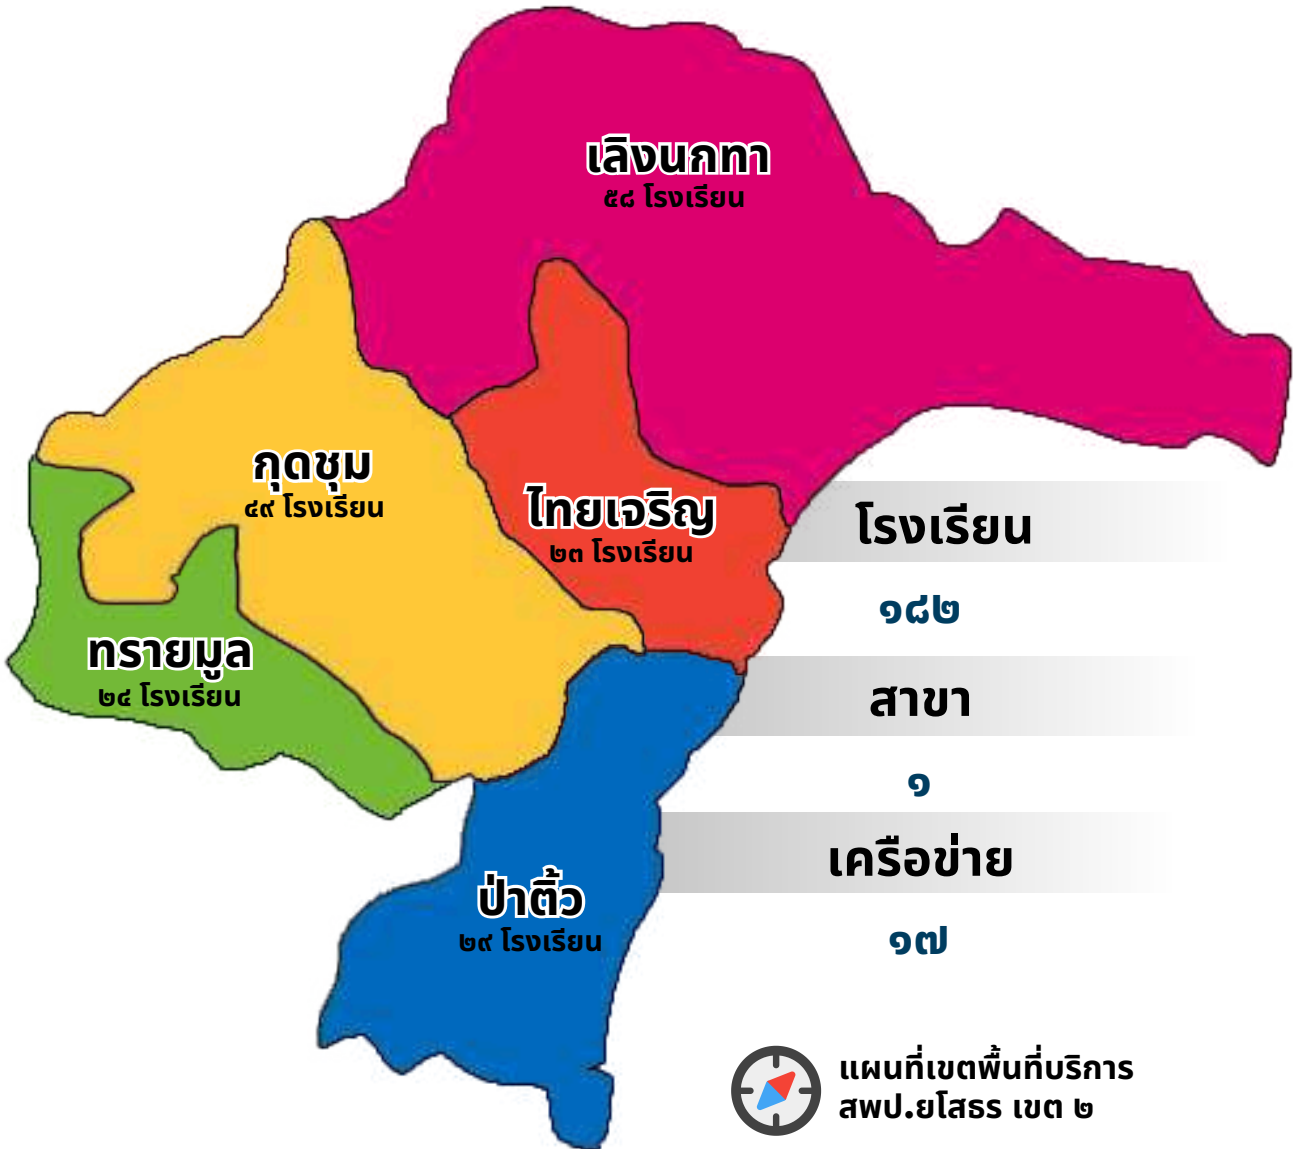 เลิงนกทา
๕๘ โรงเรียน
กุดชุม
๔๙ โรงเรียน
ไทยเจริญ
๒๓ โรงเรียน
ทรายมูล
๒๔ โรงเรียน
ป่าติ้ว
๒๙ โรงเรียน
โรงเรียน
๑๘๒
สาขา
๑
เครือข่าย
๑๗
แผนที่เขตพื้นที่บริการ
สพป.ยโสธร เขต ๒